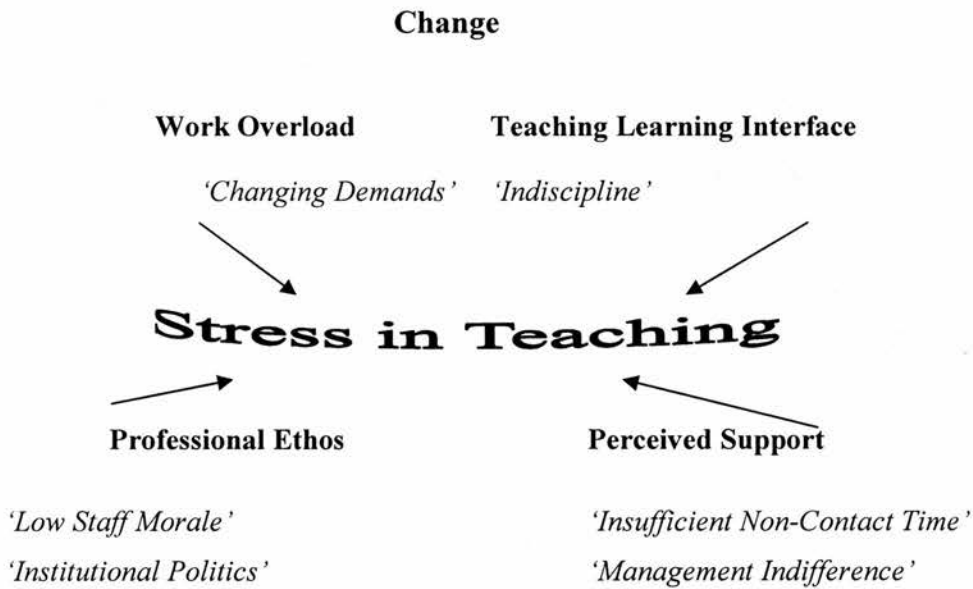 Change
Work Overload Teaching Learning Interface
‘Changing Demands’ ‘Indiscipline’
Stress in Teaching
Professional Ethos Perceived Support
‘Low Staff Morale’ ‘Insufficient Non-Contact Time’
‘Institutional Politics’ ‘Management Indifference’